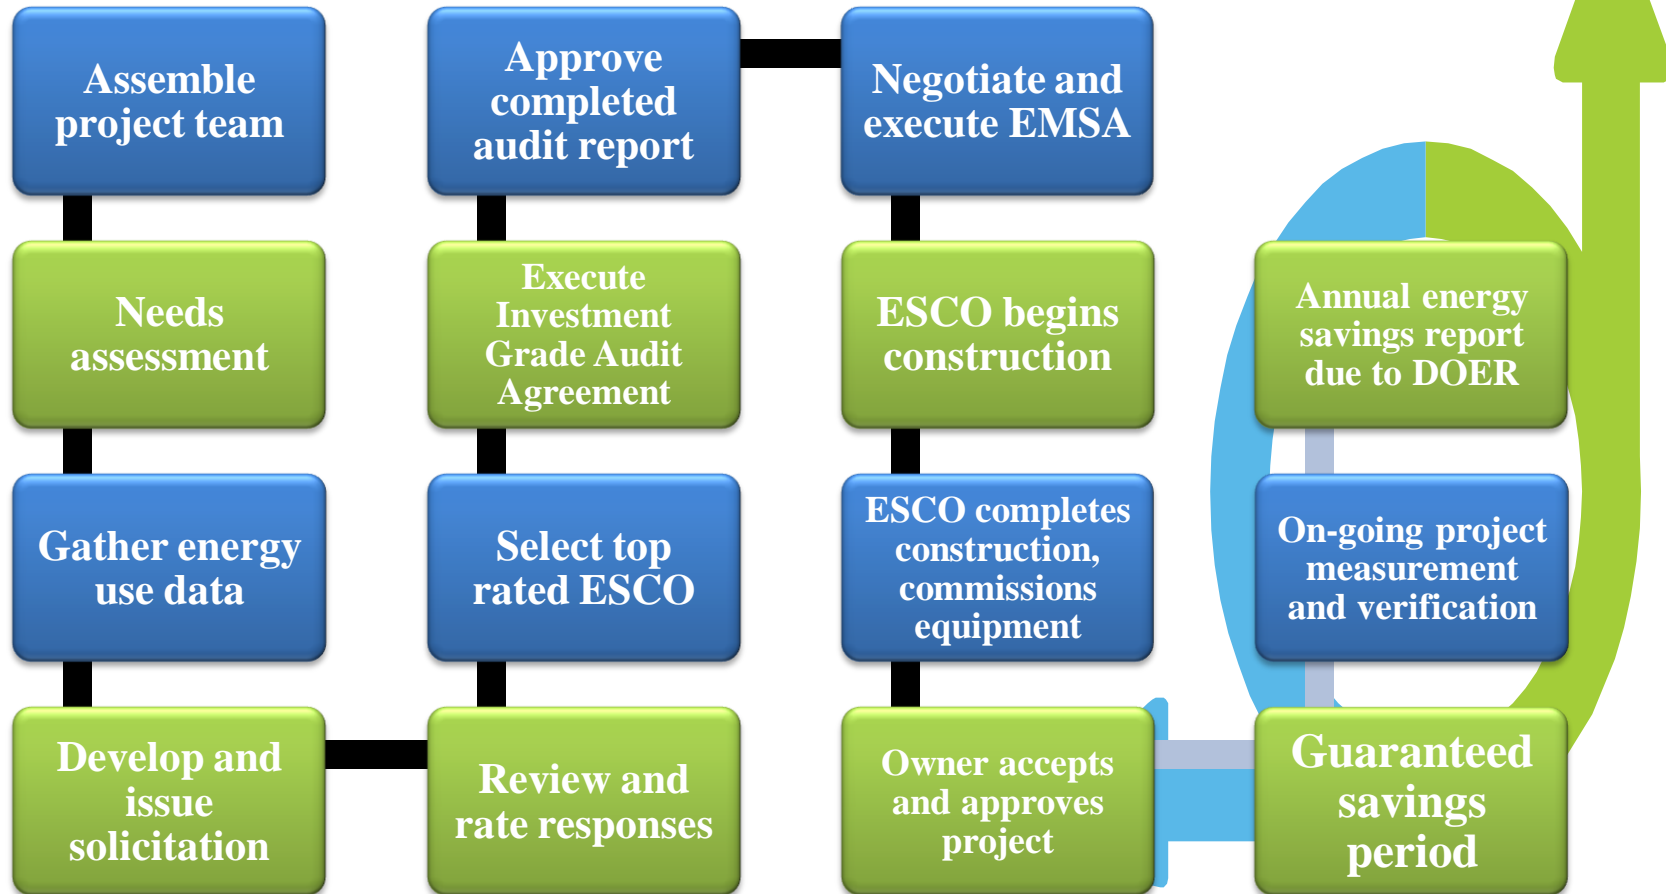 Assemble
project team
Needs
assessment
Gather energy
use data
Develop and
issue
solicitation
Review and
rate responses
Select top
rated ESCO
Execute
Investment
Grade Audit
Agreement
Approve
completed
audit report
Negotiate and
execute EMSA
ESCO begins
construction
ESCO completes
construction,
commissions
equipment
Owner accepts
and approves
project
Guaranteed
savings
period
On-going project
measurement
and verification
Annual energy
savings report
due to DOER